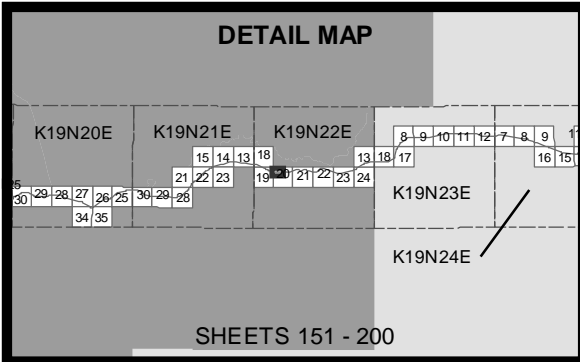 DETAIL MAP
K19N20E K19N21E K19N22E
8 9 10 11 12 7 8 9
15 14 13 18 13 18 17 16 15
21 22 23 19 20 21 22 23 24
K19N23E
30 29 28 27 26 25 30 29 28
34 35
K19N24E
SHEETS 151 - 200